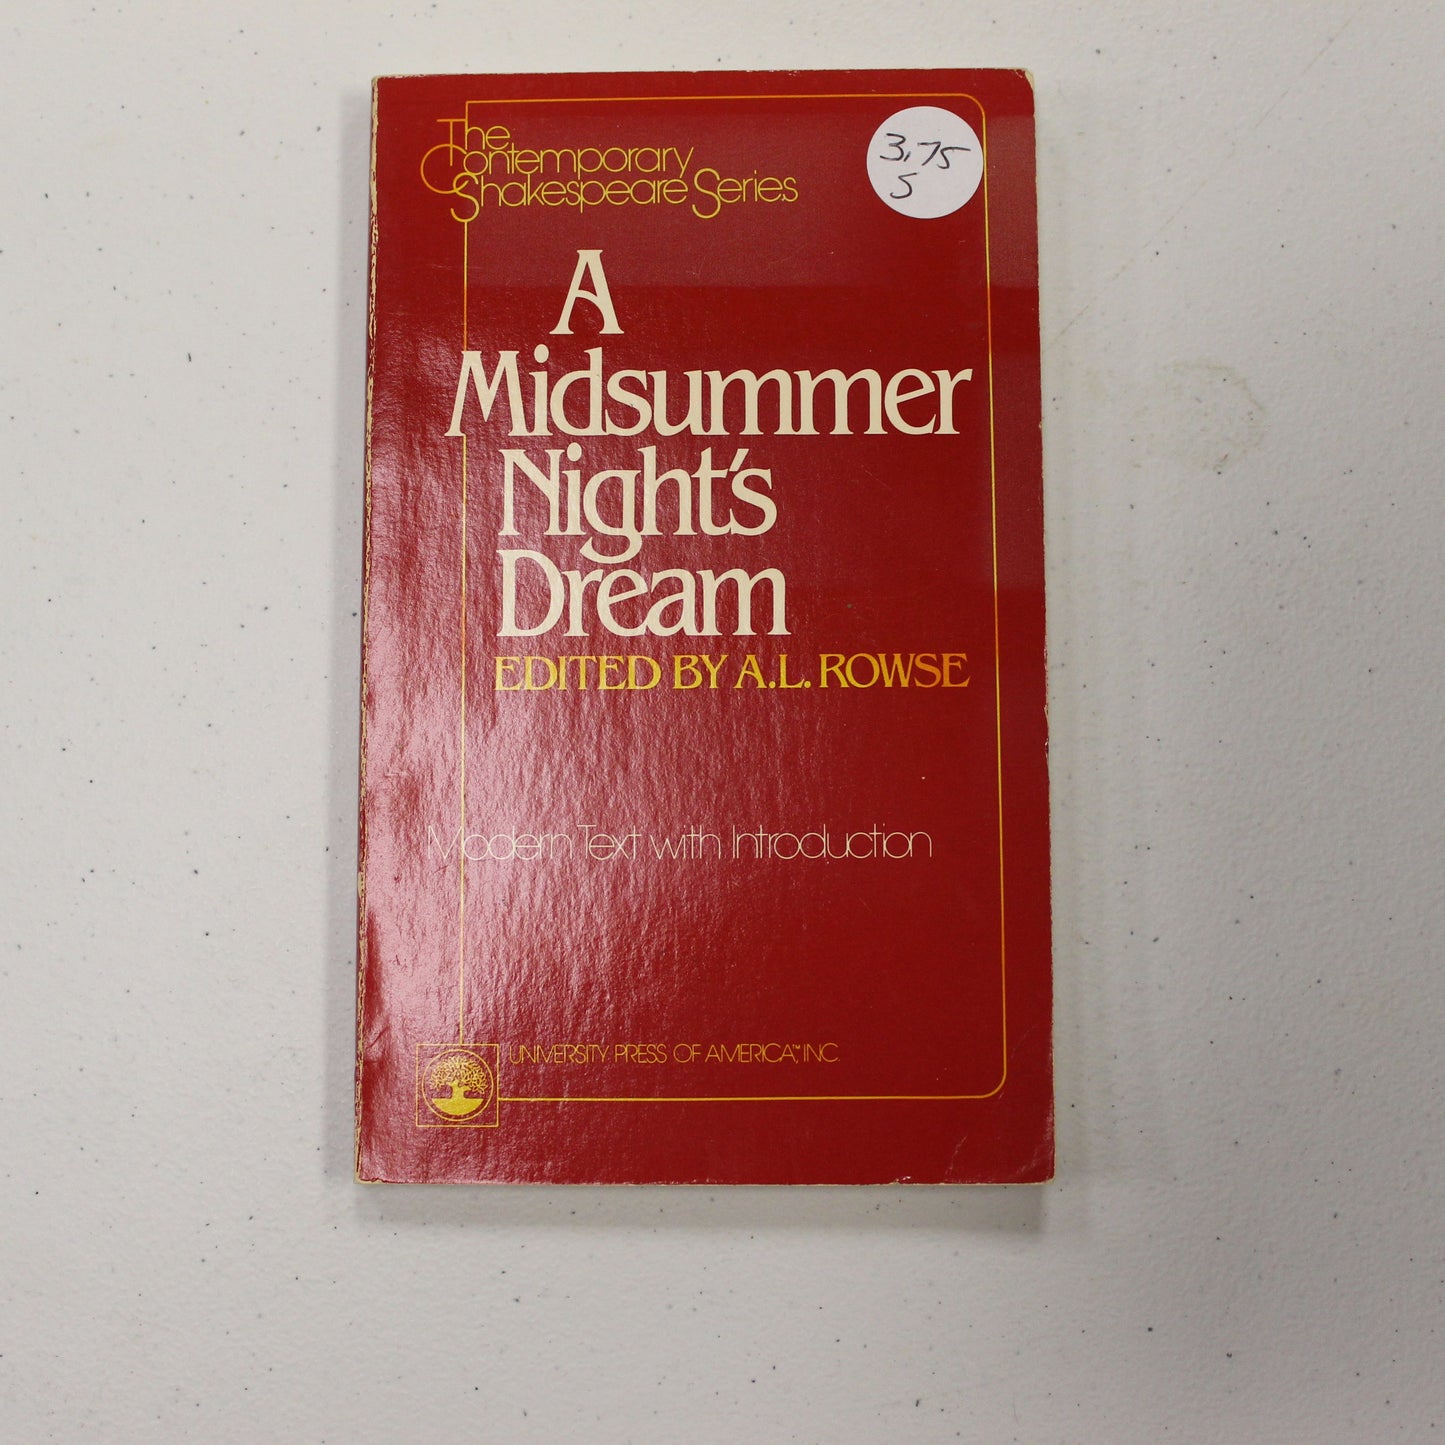 The
Contemporary
Shakespeare Series
3.75
S
A
Midsummer
Night's
Dream
EDITED BY A.L. ROWSE
Modern Text with Introduction
UNIVERSITY PRESS OF AMERICA,™ INC.